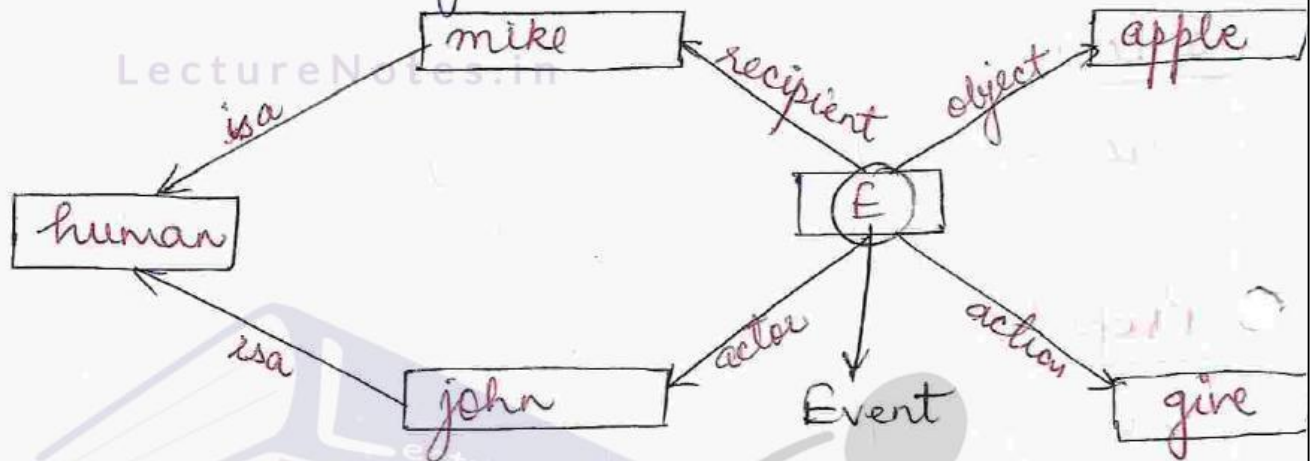 mike
apple
LectureNotes.in
recipient
object
isa
human
E
isa
actor
action
john
Event
give